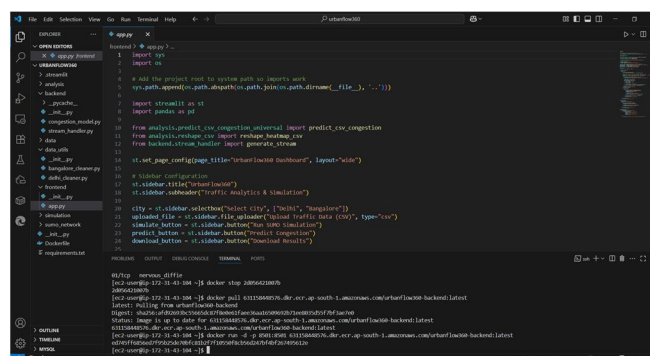 File Edit Selection View Go Run Terminal Help
urbanflow360
EXPLORER
app.py
OPEN EDITORS
app.py frontend
URBANFLOW360
.streamlit
analysis
backend
__pycache__
__init__.py
congestion_model.py
stream_handler.py
data
data_utils
__init__.py
bangalore_cleaner.py
delhi_cleaner.py
frontend
__init__.py
app.py
simulation
sumo_network
__init__.py
Dockerfile
requirements.txt
OUTLINE
TIMELINE
MYSQL
frontend > app.py > ...
1 import sys
2 import os
3
4 # Add the project root to system path so imports work
5 sys.path.append(os.path.abspath(os.path.join(os.path.dirname(__file__), '..')))
6
7 import streamlit as st
8 import pandas as pd
9
10 from analysis.predict_csv_congestion_universal import predict_csv_congestion
11 from analysis.reshape_csv import reshape_heatmap_csv
12 from backend.stream_handler import generate_stream
13
14 st.set_page_config(page_title="UrbanFlow360 Dashboard", layout="wide")
15
16 # Sidebar Configuration
17 st.sidebar.title("UrbanFlow360")
18 st.sidebar.subheader("Traffic Analytics & Simulation")
19
20 city = st.sidebar.selectbox("Select City", ["Delhi", "Bangalore"])
21 uploaded_file = st.sidebar.file_uploader("Upload Traffic Data (CSV)", type="csv")
22 simulate_button = st.sidebar.button("Run SUMO Simulation")
23 predict_button = st.sidebar.button("Predict Congestion")
24 download_button = st.sidebar.button("Download Results")
PROBLEMS OUTPUT DEBUG CONSOLE TERMINAL PORTS
01/tcp nervous_diffie
[ec2-user@ip-172-31-43-104 ~]$ docker stop 2d056421007b
2d056421007b
[ec2-user@ip-172-31-43-104 ~]$ docker pull 631158448576.dkr.ecr.ap-south-1.amazonaws.com/urbanflow360-backend:latest
latest: Pulling from urbanflow360-backend
Status: Image is up to date for 631158448576.dkr.ecr.ap-south-1.amazonaws.com/urbanflow360-backend:latest
631158448576.dkr.ecr.ap-south-1.amazonaws.com/urbanflow360-backend:latest
[ec2-user@ip-172-31-43-104 ~]$ docker run -d -p 8501:8501 631158448576.dkr.ecr.ap-south-1.amazonaws.com/urbanflow360-backend:latest
[ec2-user@ip-172-31-43-104 ~]$